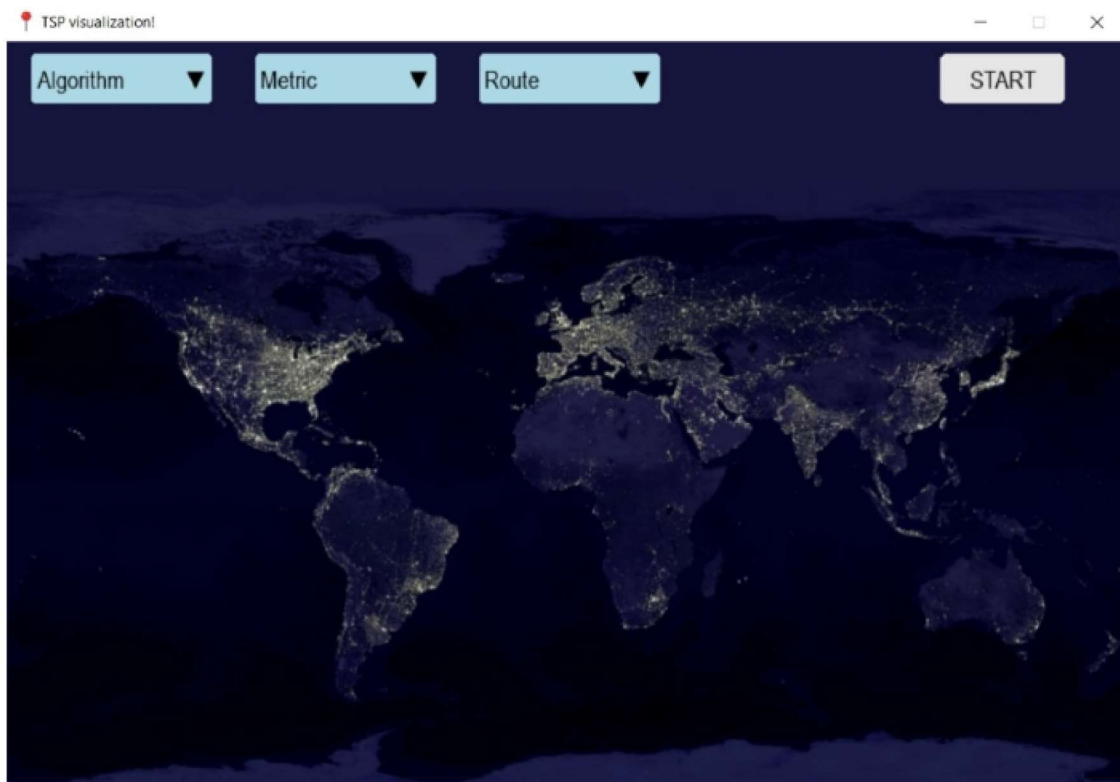 TSP visualization!
Algorithm ▼ Metric ▼ Route ▼ START